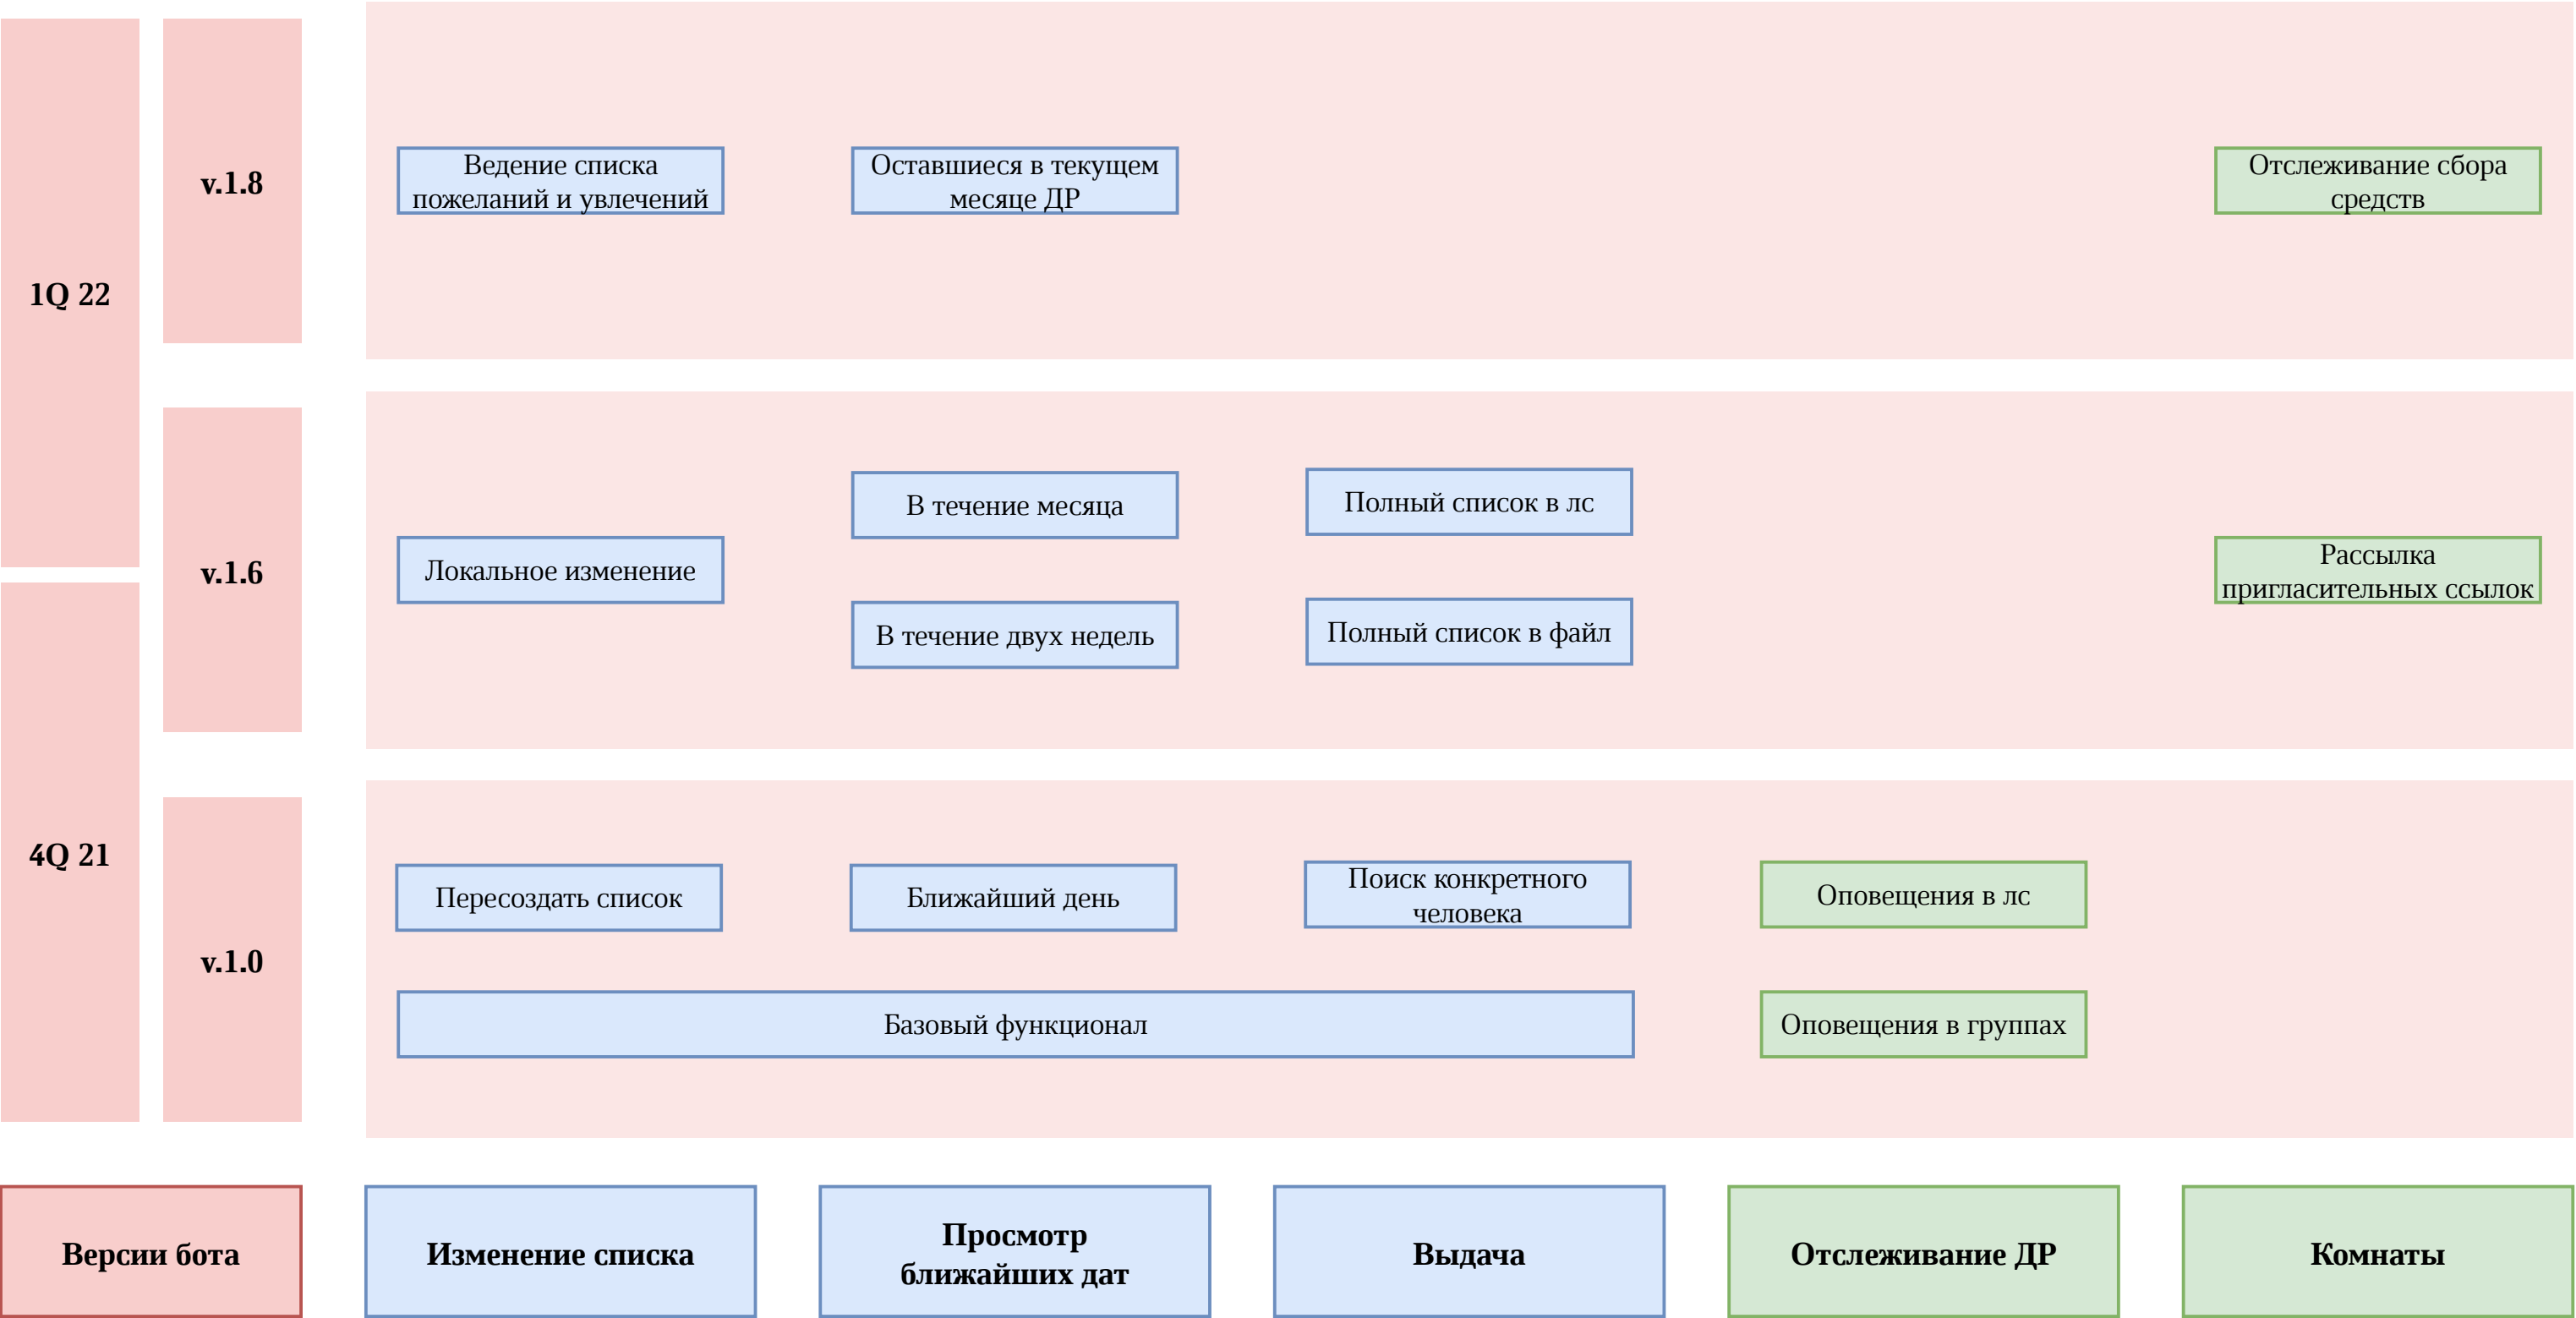 1Q 22
v.1.8
Ведение списка
пожеланий и увлечений
Оставшиеся в текущем
месяце ДР
Отслеживание сбора
средств
v.1.6
Локальное изменение
В течение месяца
В течение двух недель
Полный список в лс
Полный список в файл
Рассылка
пригласительных ссылок
4Q 21
v.1.0
Пересоздать список
Ближайший день
Поиск конкретного
человека
Оповещения в лс
Базовый функционал
Оповещения в группах
Версии бота
Изменение списка
Просмотр
ближайших дат
Выдача
Отслеживание ДР
Комнаты